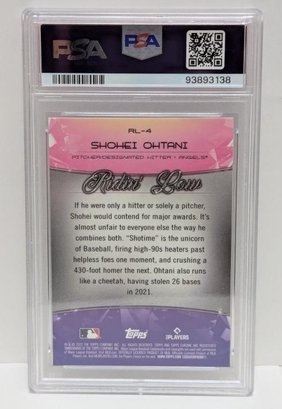 PSA
PSA
93893138
RL-4
SHOHEI OHTANI
PITCHER/DESIGNATED HITTER • ANGELS®
Ridin' Low
If he were only a hitter or solely a pitcher,
Shohei would contend for major awards. It's
almost unfair to everyone else the way he
combines both. “Shotime” is the unicorn
of baseball, firing high-90s heaters past
helpless foes one moment, and crushing a
430-foot homer the next. Ohtani also runs
like a cheetah, having stolen 26 bases
in 2021.
TOPPS
PLAYERS